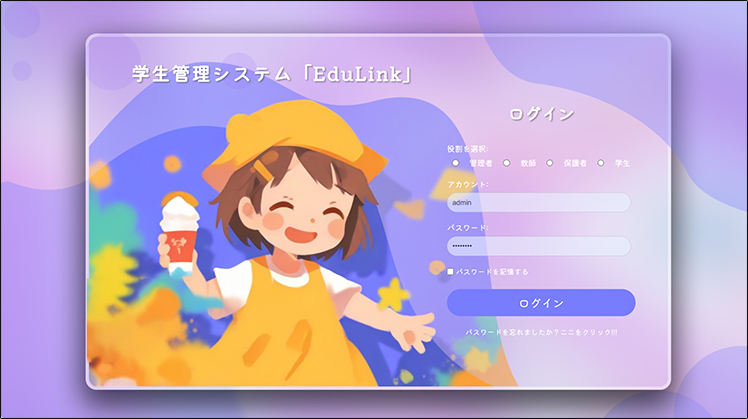 学生管理システム「EduLink」
ログイン
役割を選択:
管理者 教師 保護者 学生
アカウント:
admin
パスワード:
••••••••
パスワードを記憶する
ログイン
パスワードを忘れましたか？ここをクリック!!!